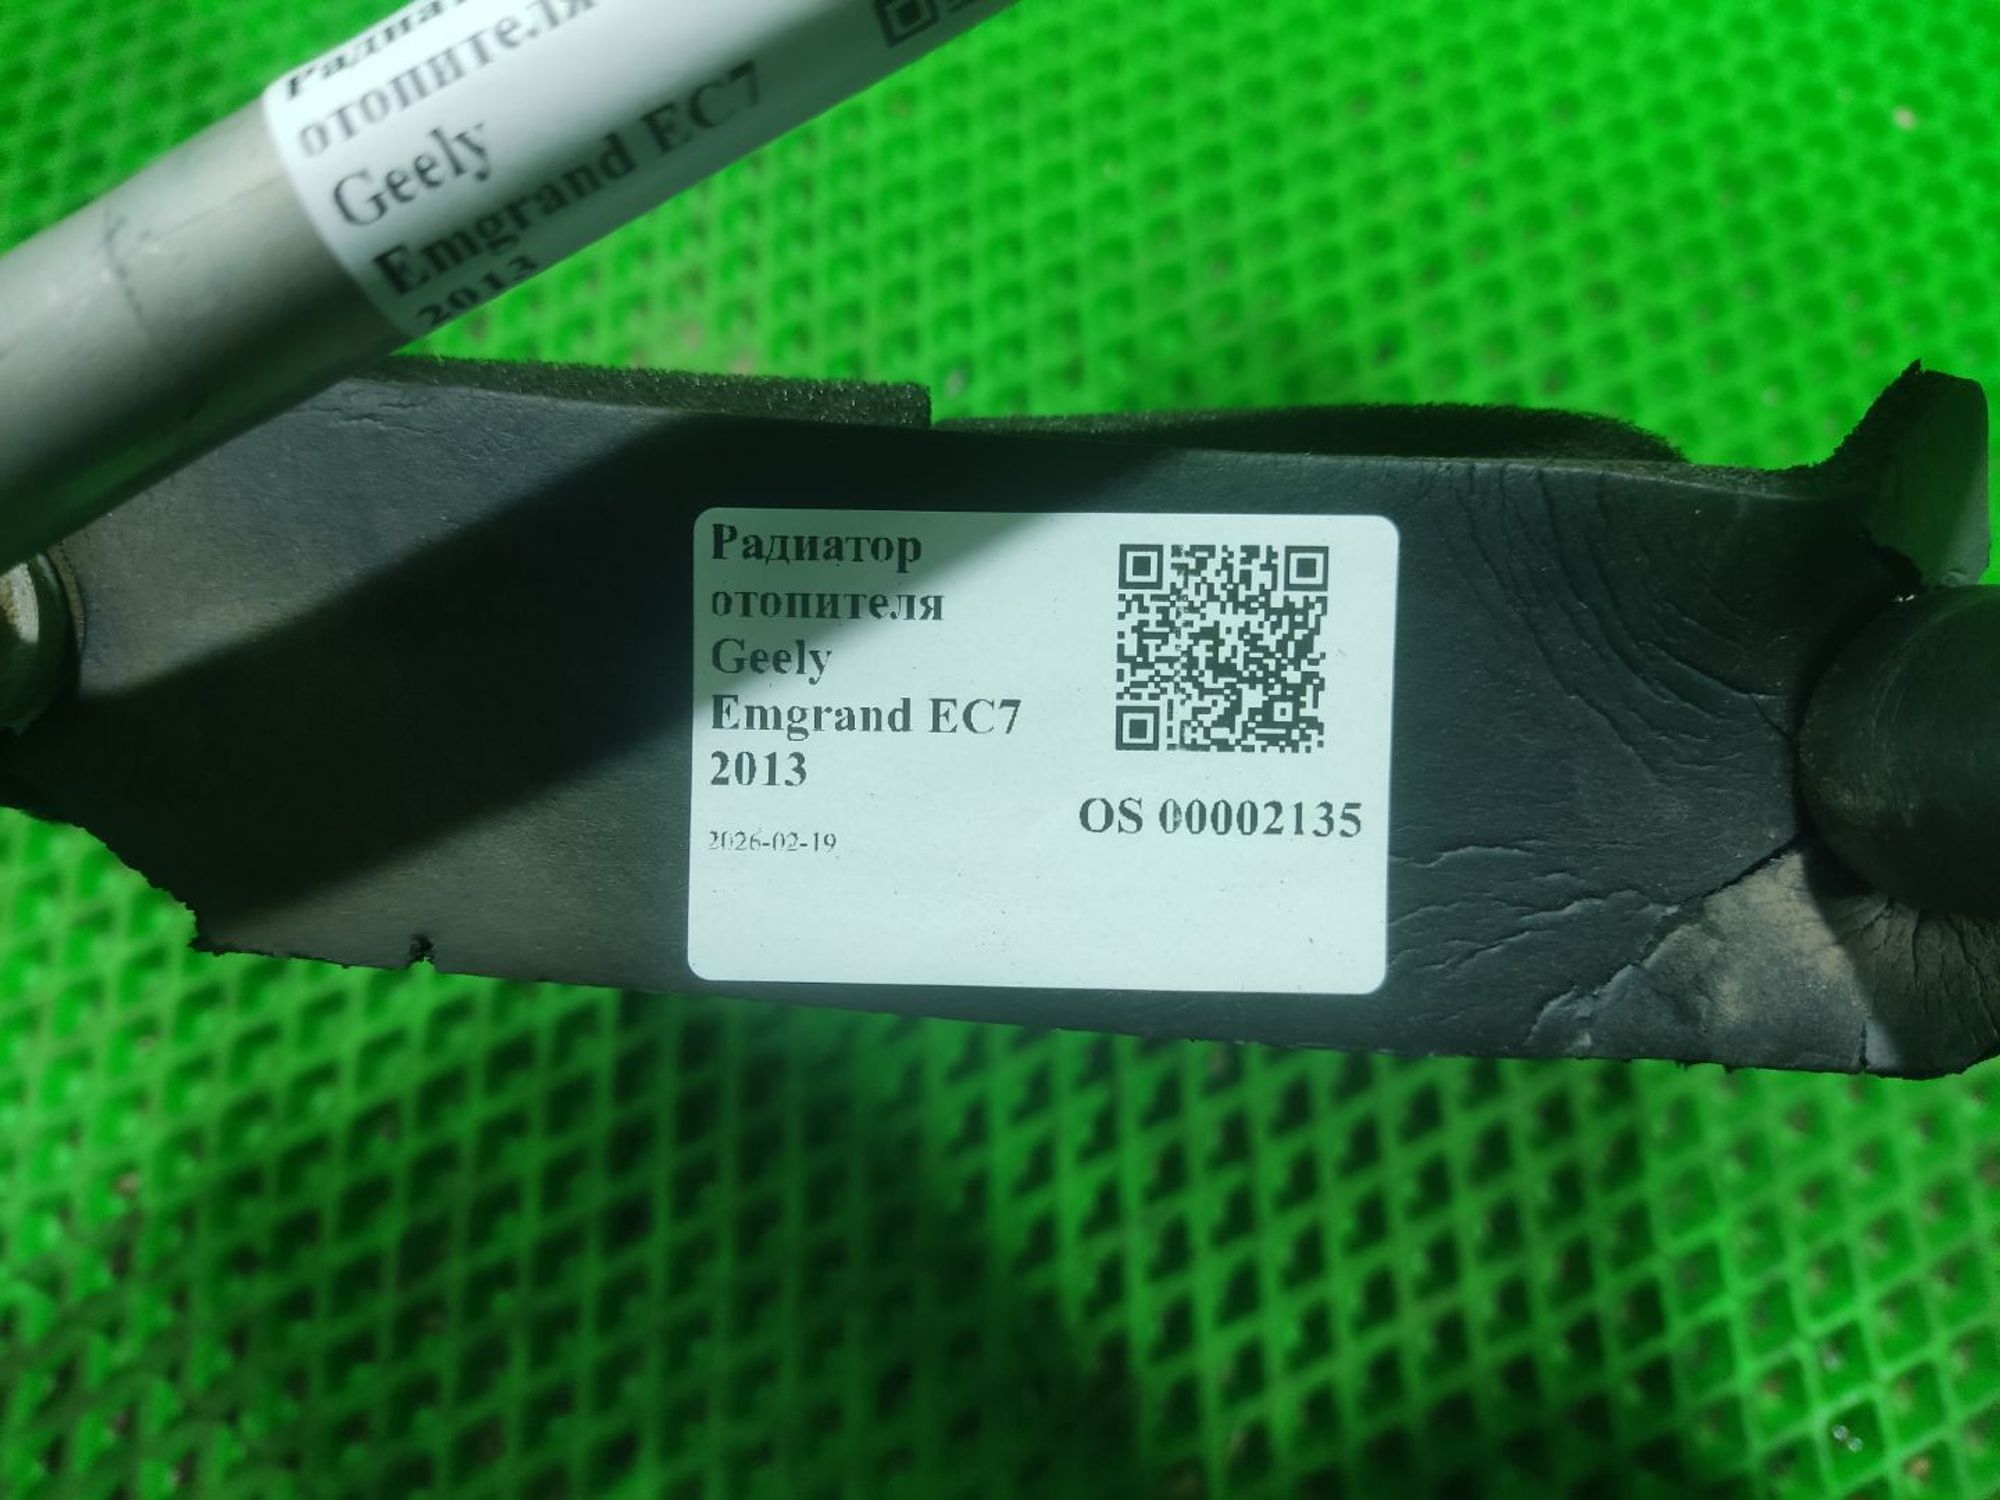 отопителя
Geely
Emgrand EC7
2013
Радиатор
отопителя
Geely
Emgrand EC7
2013
2026-02-19
OS 00002135